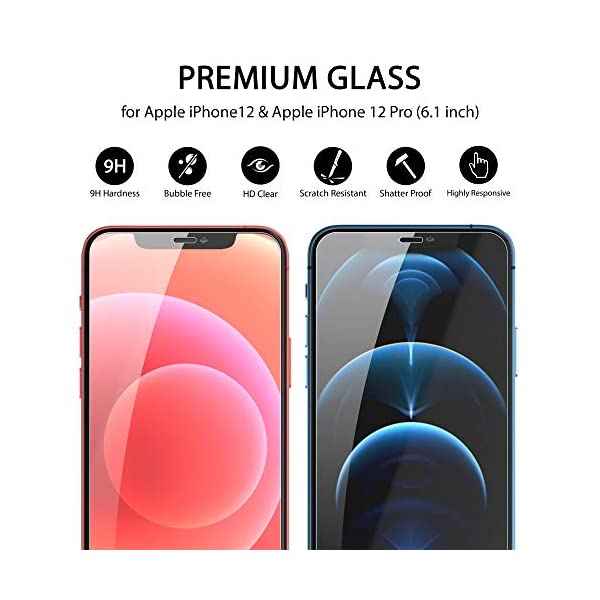 PREMIUM GLASS
for Apple iPhone12 & Apple iPhone 12 Pro (6.1 inch)
9H
9H Hardness
Bubble Free
HD Clear
Scratch Resistant
Shatter Proof
Highly Responsive